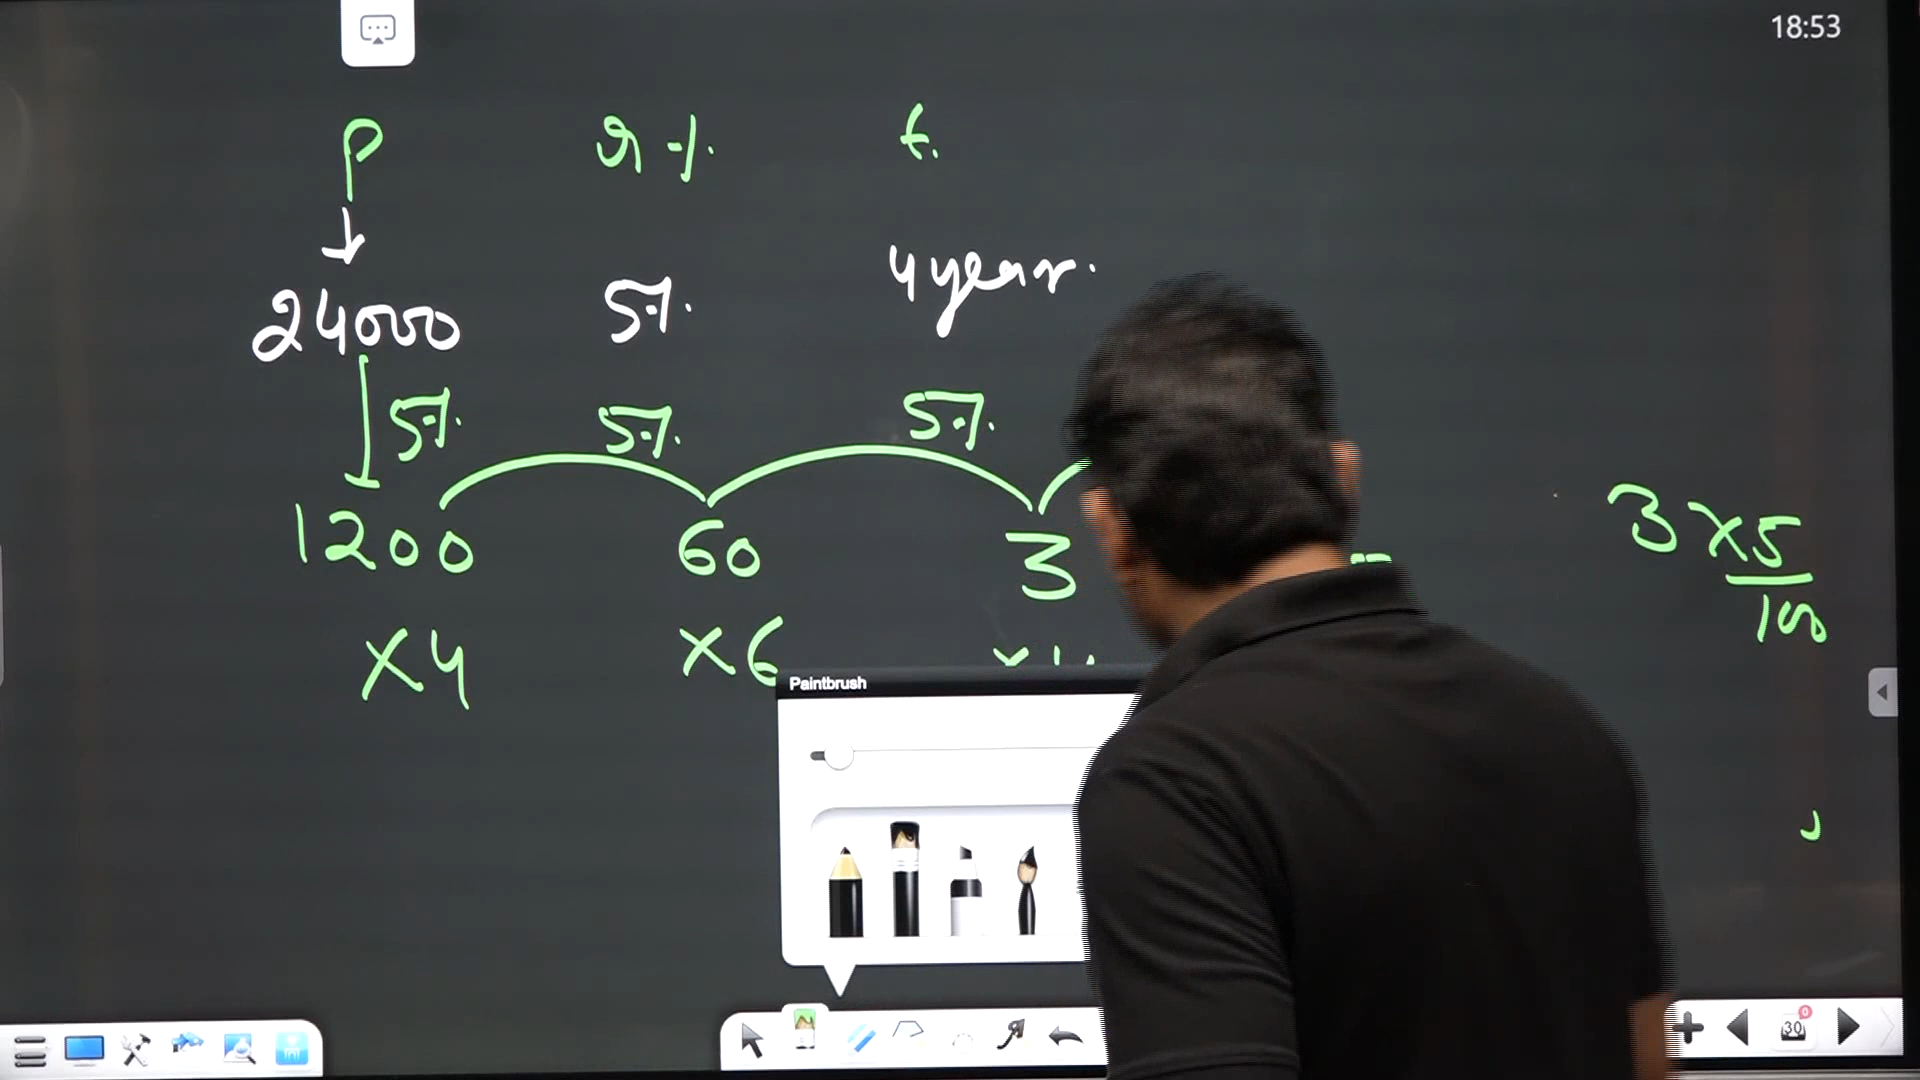 18:53
P r% t.
4 year.
24000 5%.
5%. 5%. 5%.
1200 60 3
3 × 5
100
×4 ×6
Paintbrush
30